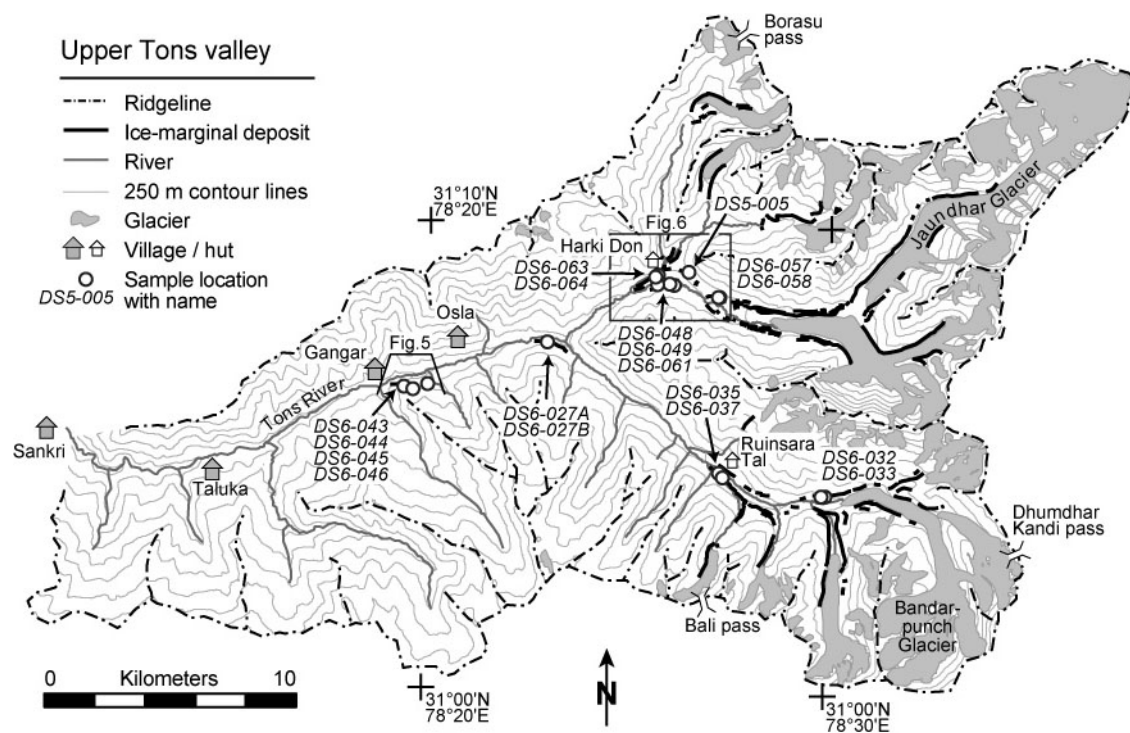 Upper Tons valley
Ridgeline
Ice-marginal deposit
River
250 m contour lines
Glacier
Village / hut
Sample location
with name
DS5-005
Borasu
pass
31°10'N
78°20'E
DS5-005
Fig.6
Jaundhar Glacier
Harki Don
DS6-063
DS6-064
DS6-057
DS6-058
Osla
DS6-048
DS6-049
DS6-061
Fig.5
Gangar
Tons River
DS6-027A
DS6-027B
DS6-035
DS6-037
Sankri
DS6-043
DS6-044
DS6-045
DS6-046
Ruinsara
Tal
DS6-032
DS6-033
Taluka
Dhumdhar
Kandi pass
Bali pass
Bandar-
punch
Glacier
0 Kilometers 10
N
31°00'N
78°20'E
31°00'N
78°30'E